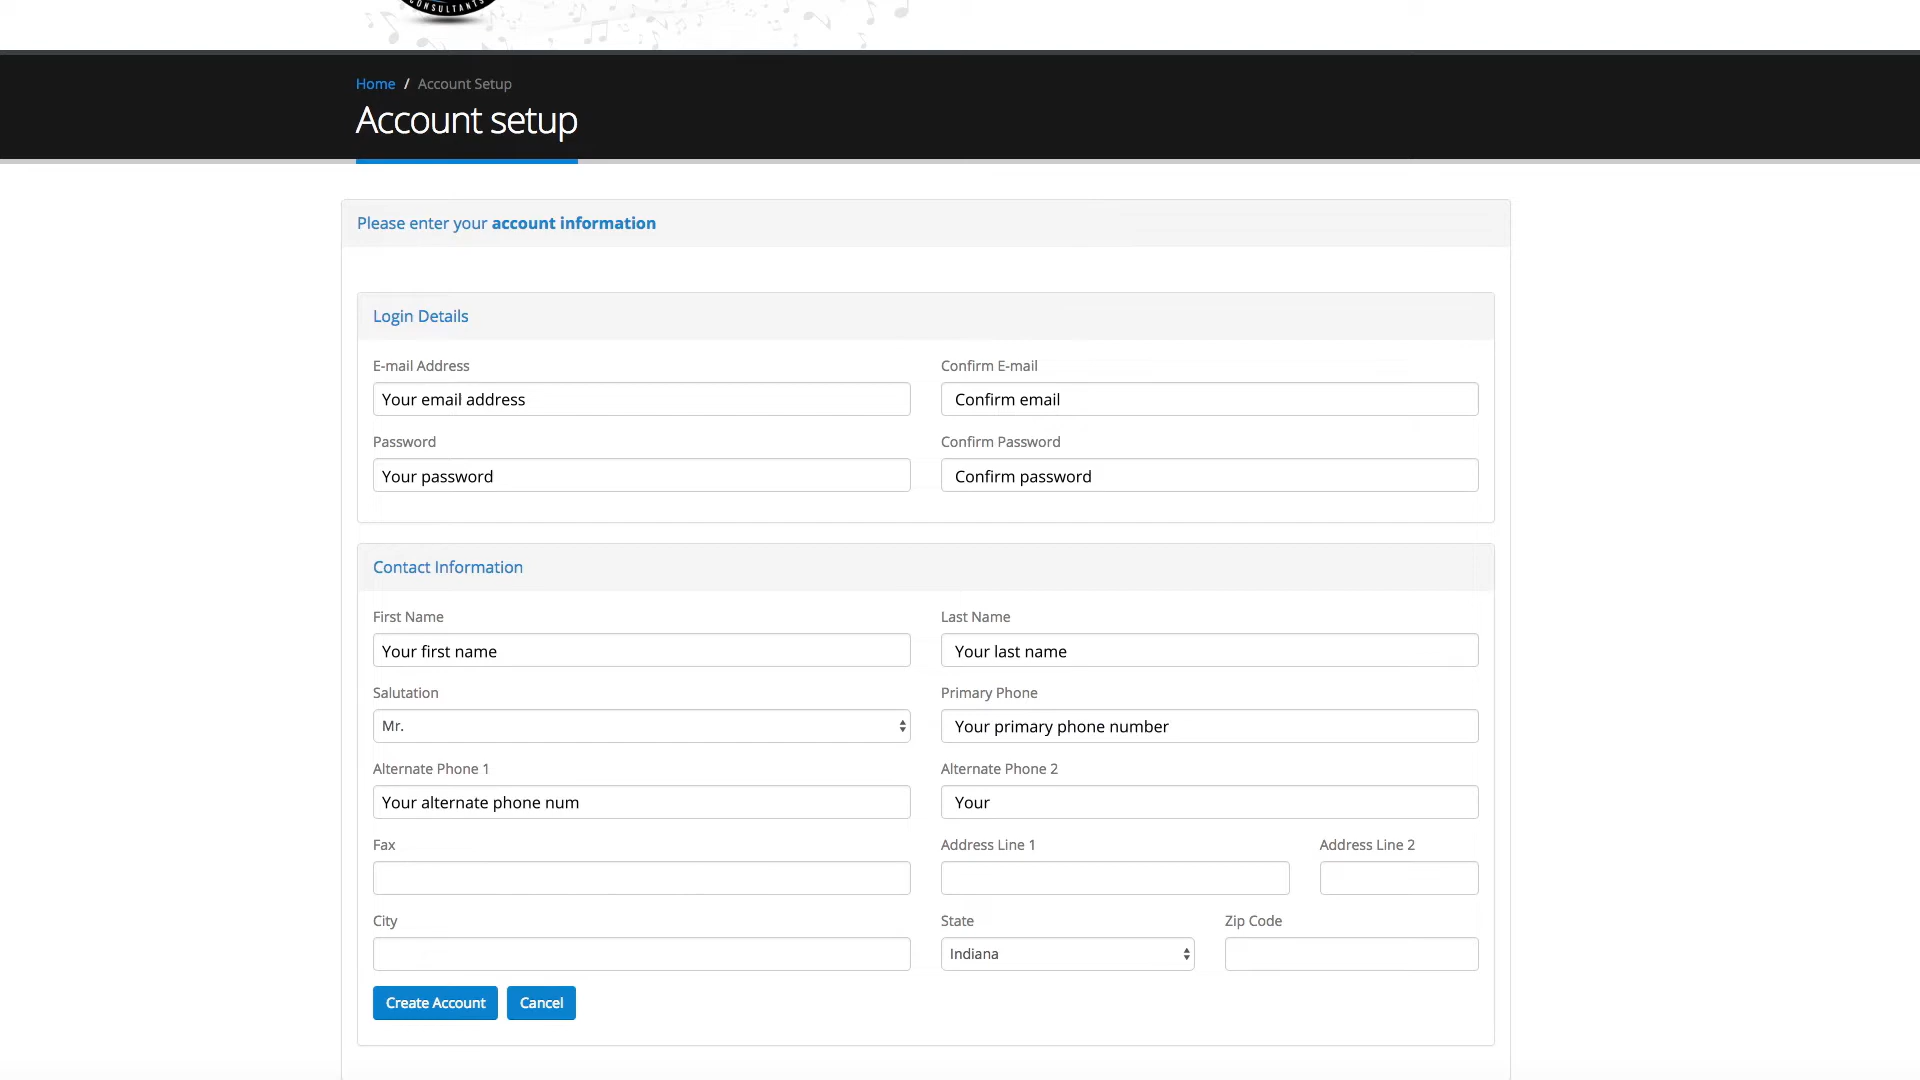 CONSULTANTS
Home / Account Setup
Account setup
Please enter your account information
Login Details
E-mail Address Confirm E-mail
Your email address Confirm email
Password Confirm Password
Your password Confirm password
Contact Information
First Name Last Name
Your first name Your last name
Salutation Primary Phone
Mr. Your primary phone number
Alternate Phone 1 Alternate Phone 2
Your alternate phone num Your
Fax Address Line 1 Address Line 2
City State Zip Code
Indiana
Create Account Cancel